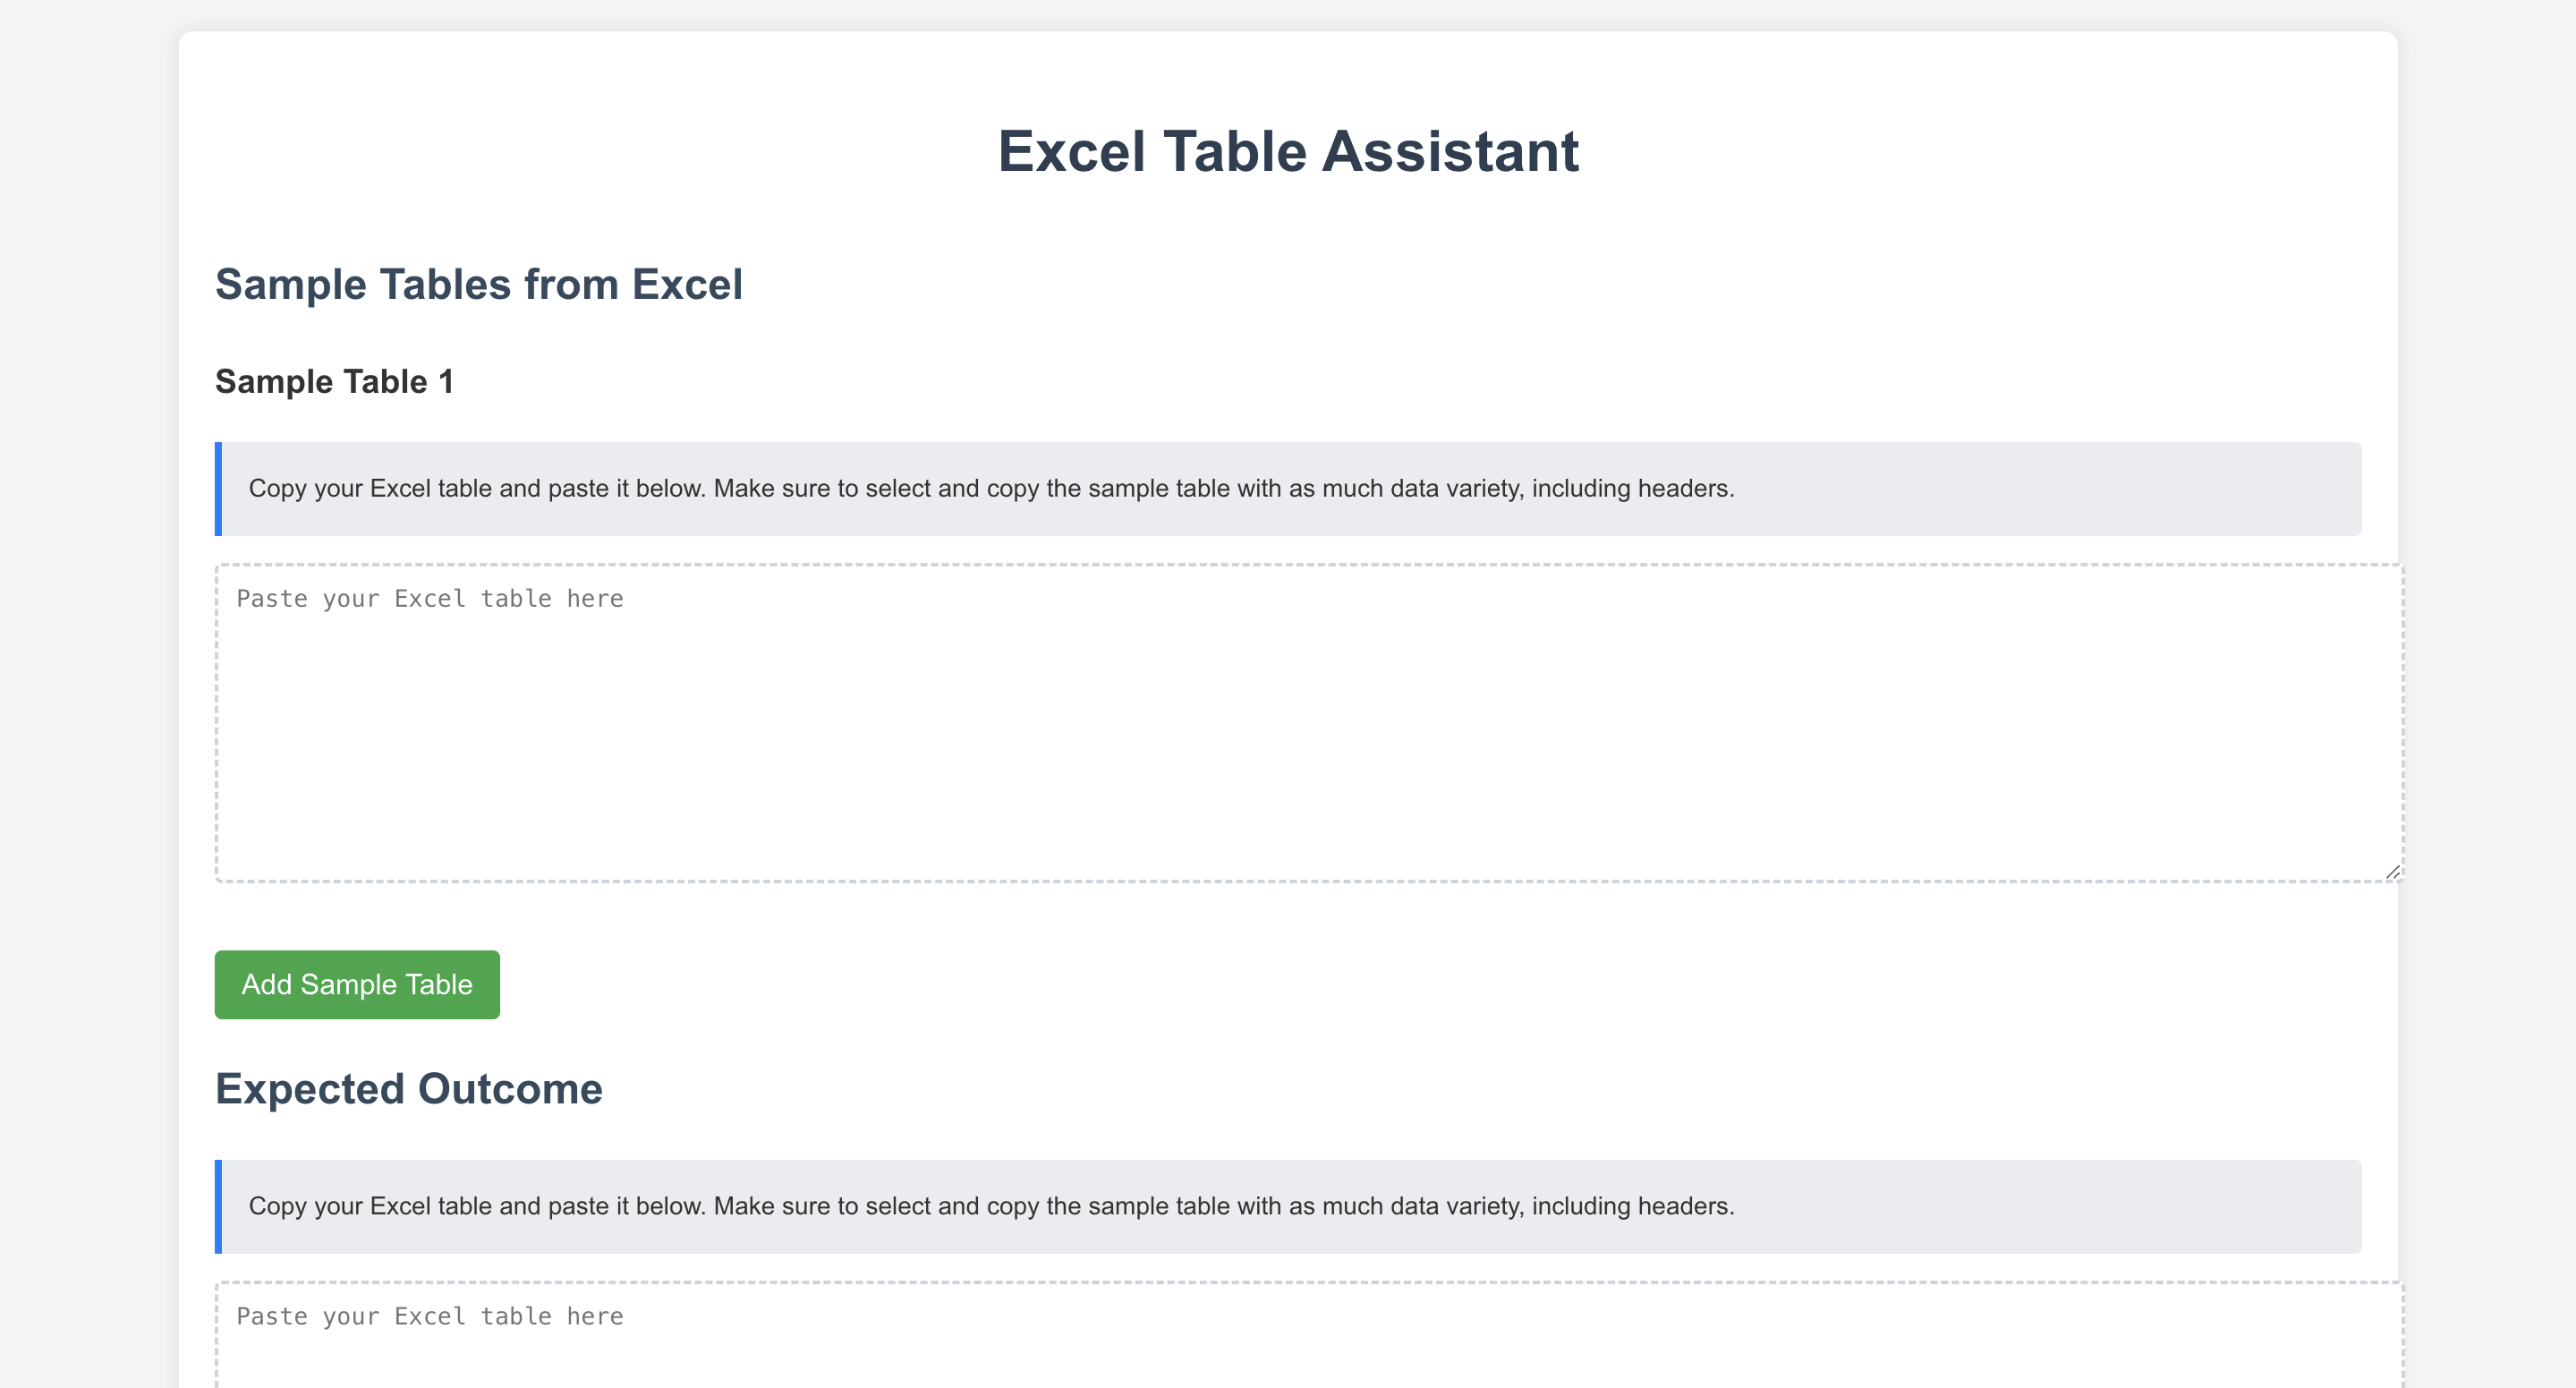 Excel Table Assistant
Sample Tables from Excel
Sample Table 1
Copy your Excel table and paste it below. Make sure to select and copy the sample table with as much data variety, including headers.
Paste your Excel table here
Add Sample Table
Expected Outcome
Copy your Excel table and paste it below. Make sure to select and copy the sample table with as much data variety, including headers.
Paste your Excel table here